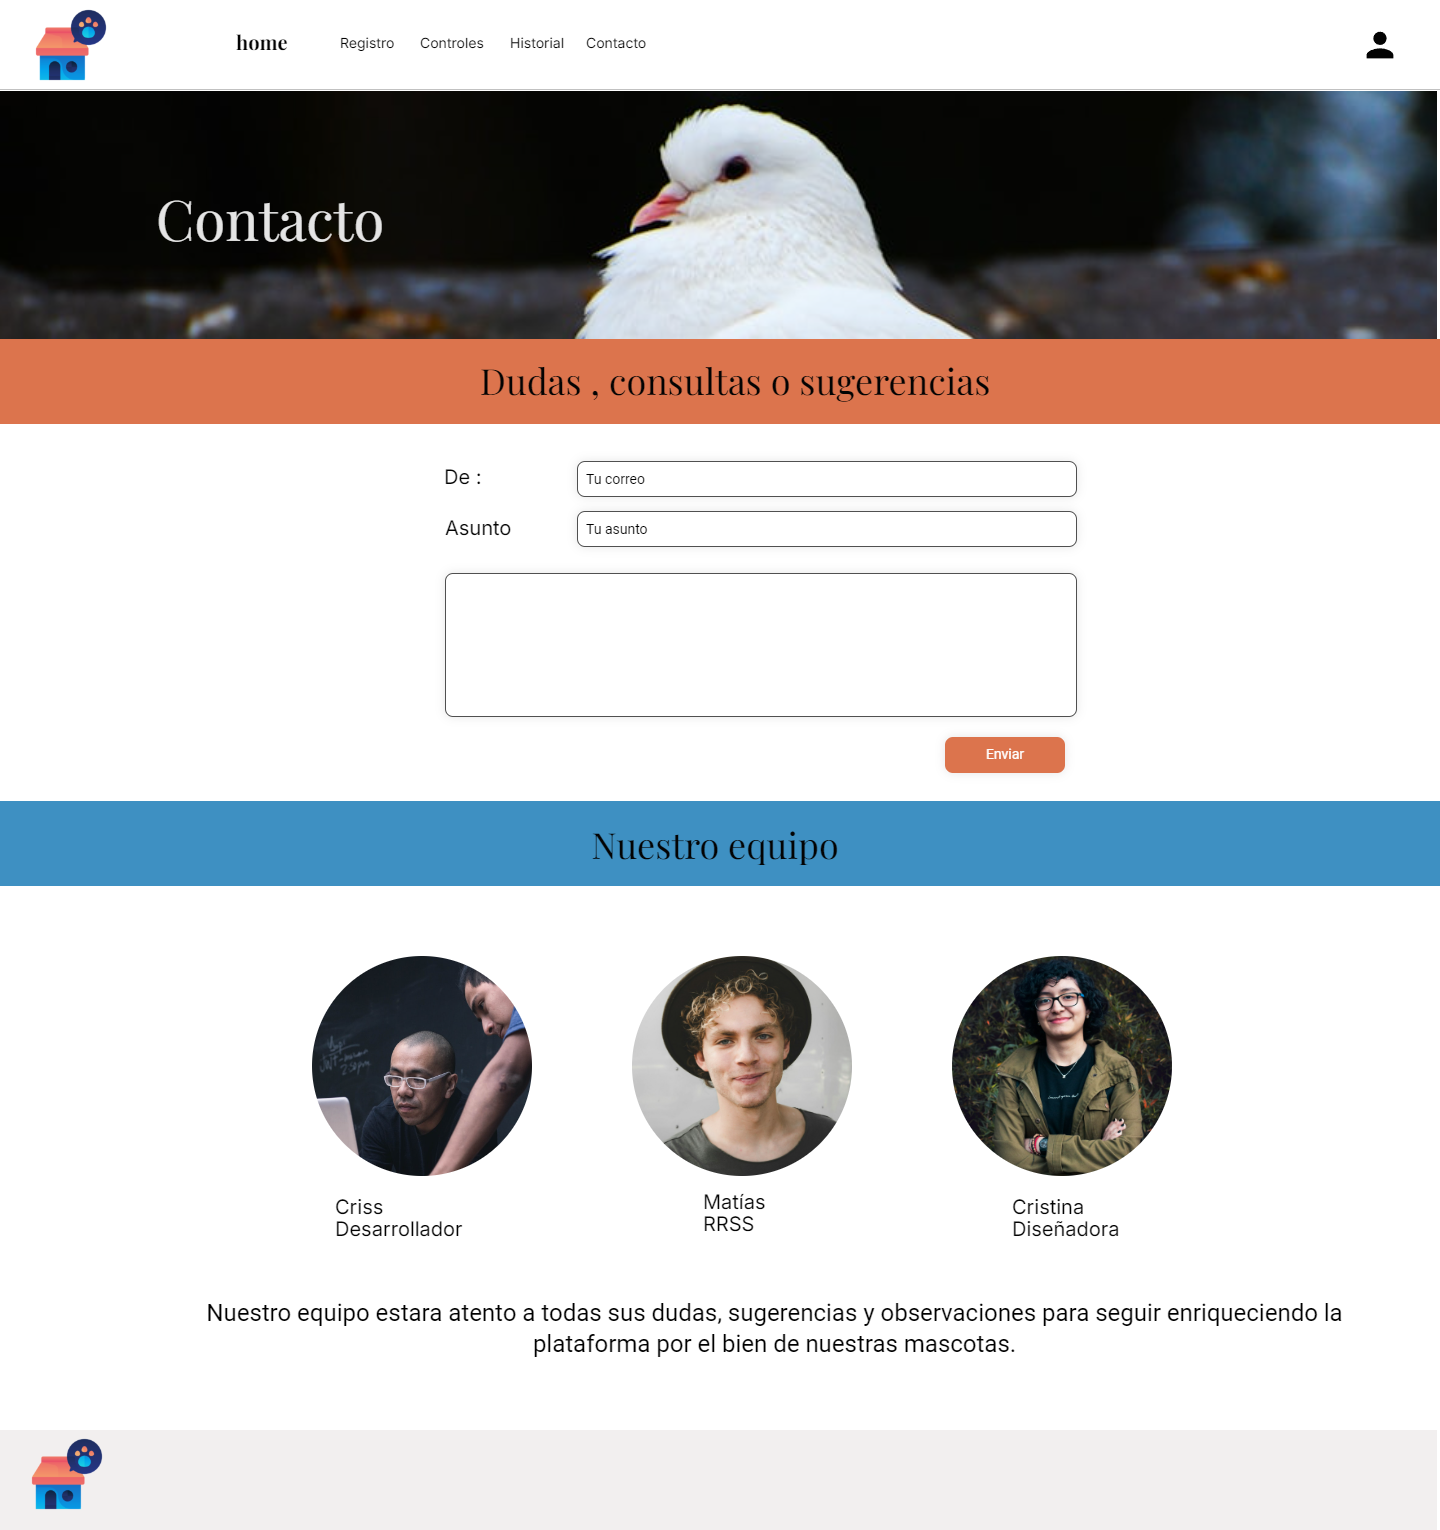 home Registro Controles Historial Contacto
Contacto
Dudas , consultas o sugerencias
De :
Tu correo
Asunto
Tu asunto
Enviar
Nuestro equipo
Criss
Desarrollador
Matías
RRSS
Cristina
Diseñadora
Nuestro equipo estara atento a todas sus dudas, sugerencias y observaciones para seguir enriqueciendo la
plataforma por el bien de nuestras mascotas.